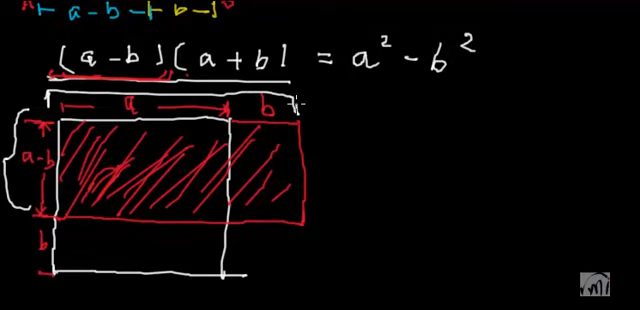 a-b b
(a-b)(a+b) = a² - b²
a b
a-b
b